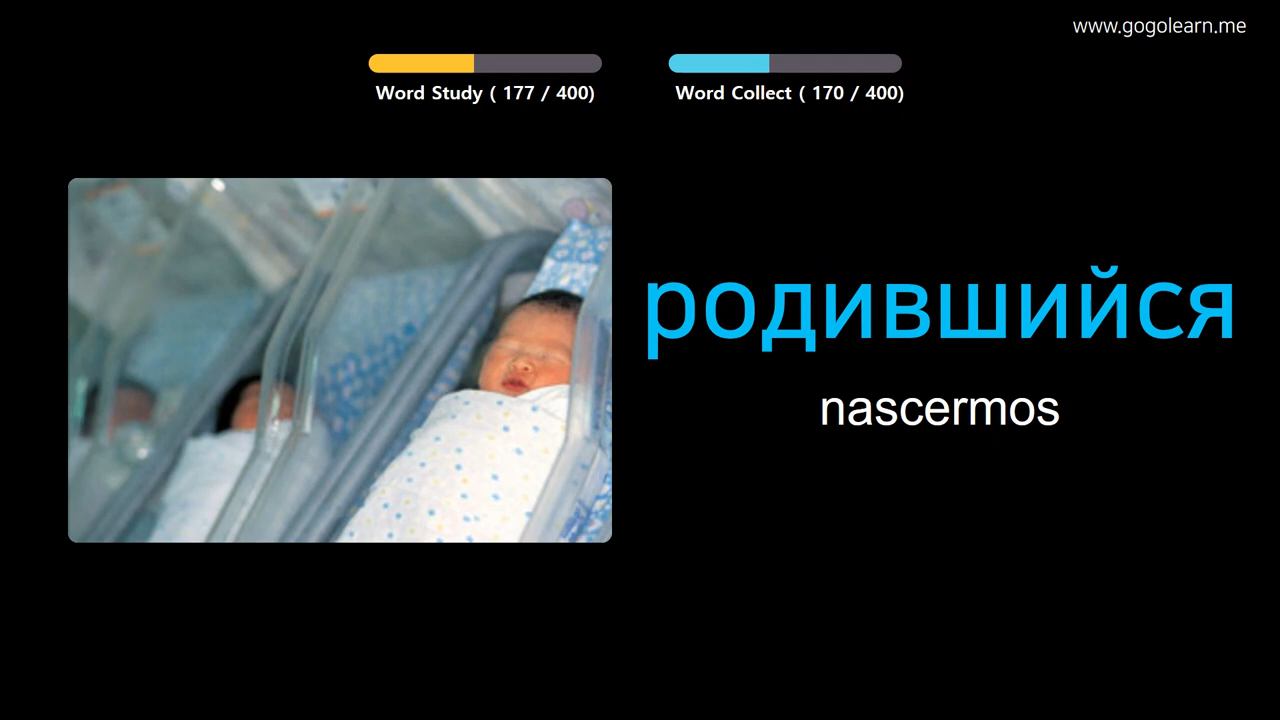 www.gogolearn.me
Word Study ( 177 / 400)
Word Collect ( 170 / 400)
родившийся
nascermos